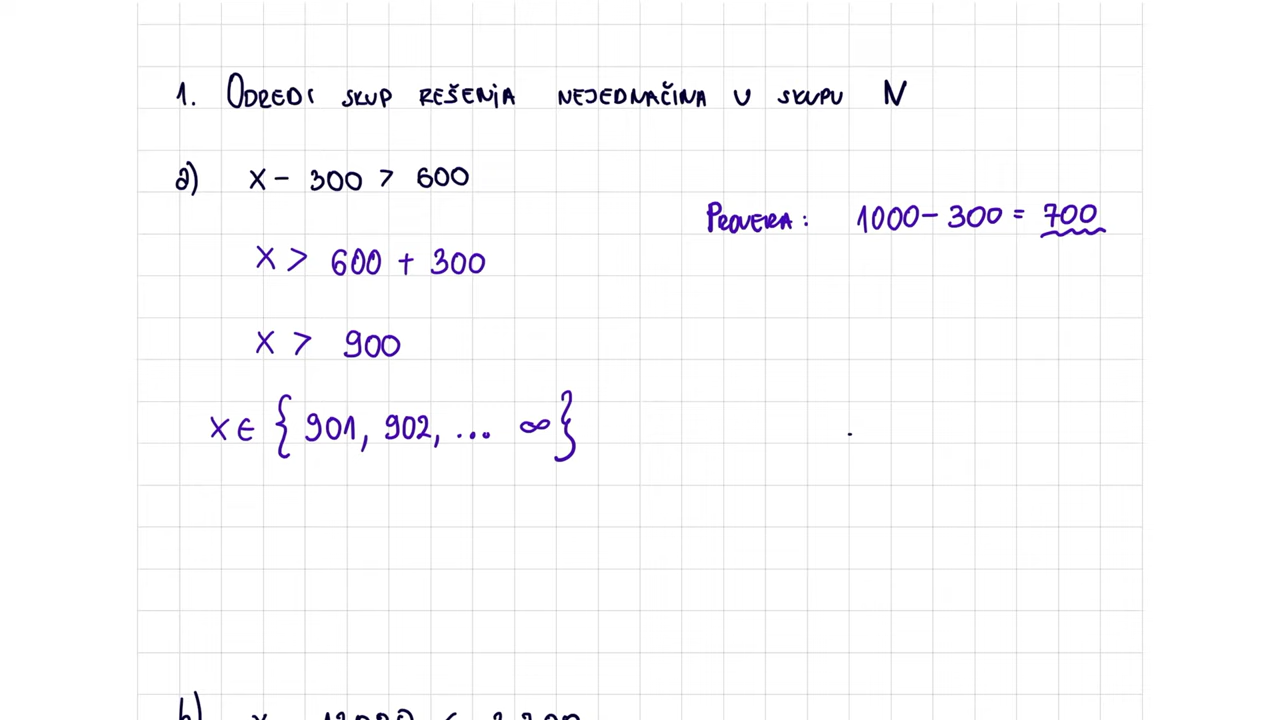 1. ODREDI SKUP REŠENJA NEJEDNAČINA U SKUPU N
a) x - 300 > 600
PROVERA: 1000 - 300 = 700
x > 600 + 300
x > 900
x ∈ { 901, 902, ... ∞ }
b)